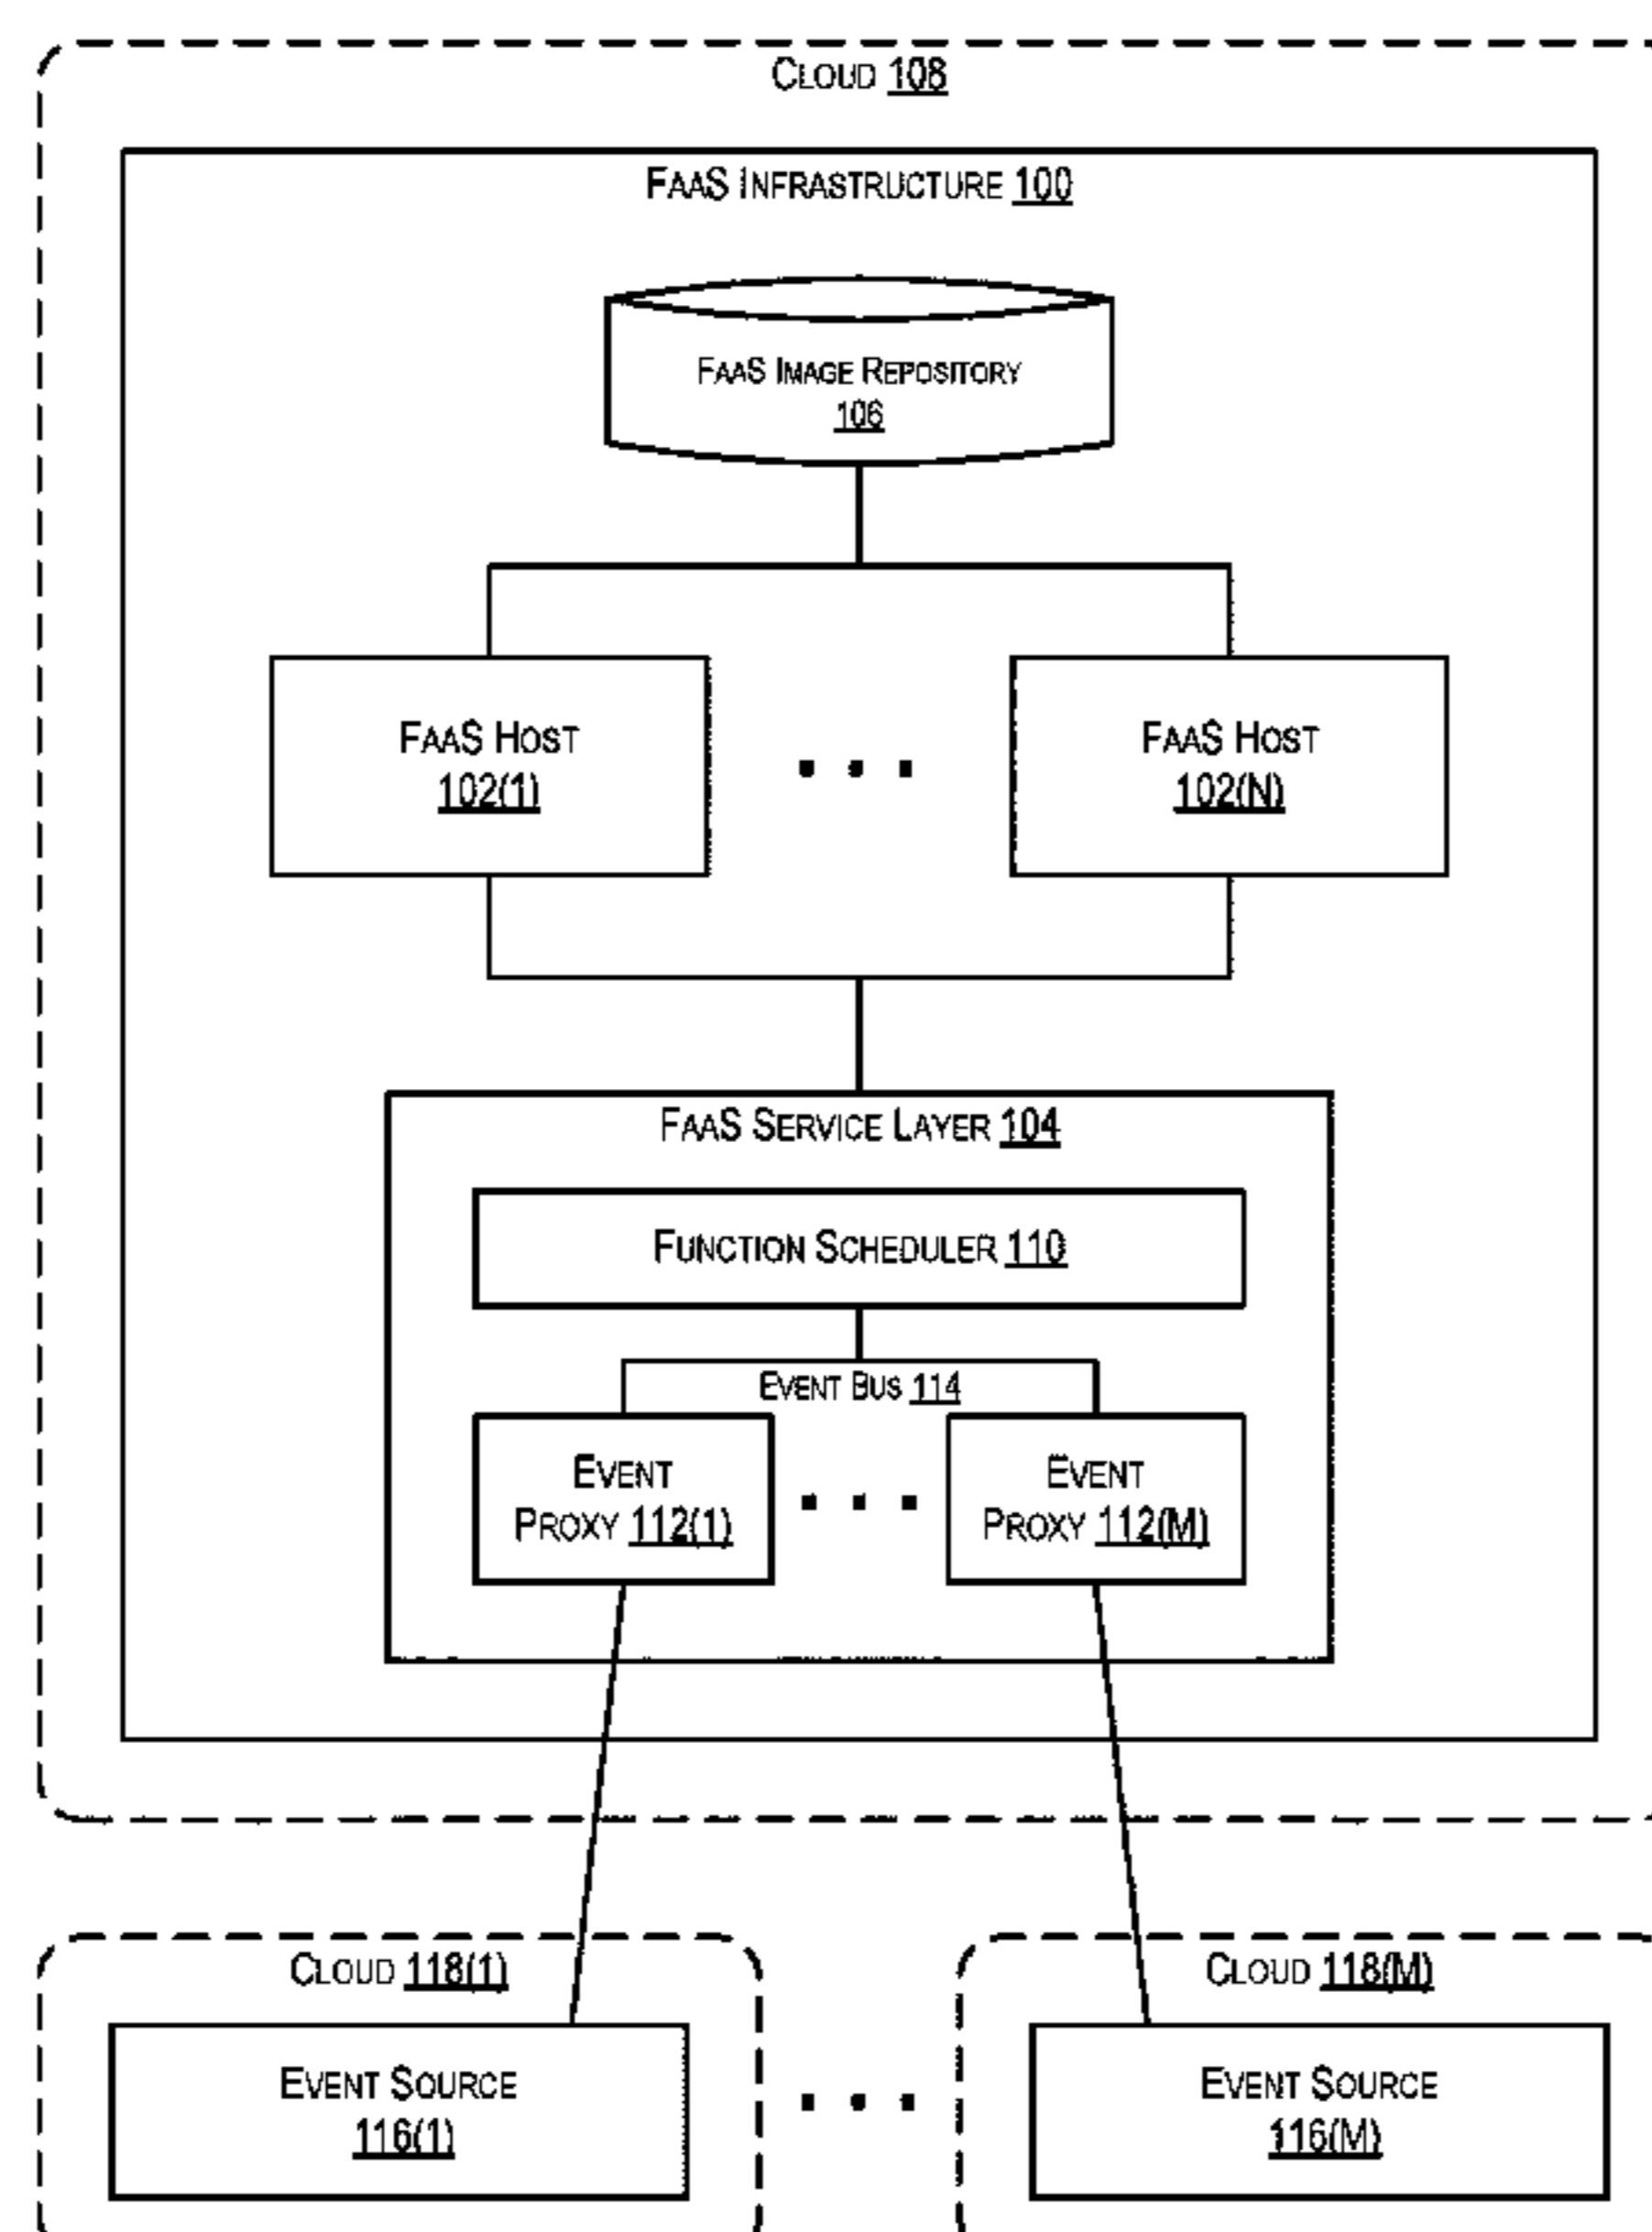 CLOUD 108
FAAS INFRASTRUCTURE 100
FAAS IMAGE REPOSITORY
106
FAAS HOST
102(1)
FAAS HOST
102(N)
FAAS SERVICE LAYER 104
FUNCTION SCHEDULER 110
EVENT BUS 114
EVENT
PROXY 112(1)
EVENT
PROXY 112(M)
CLOUD 118(1)
CLOUD 118(M)
EVENT SOURCE
116(1)
EVENT SOURCE
116(M)